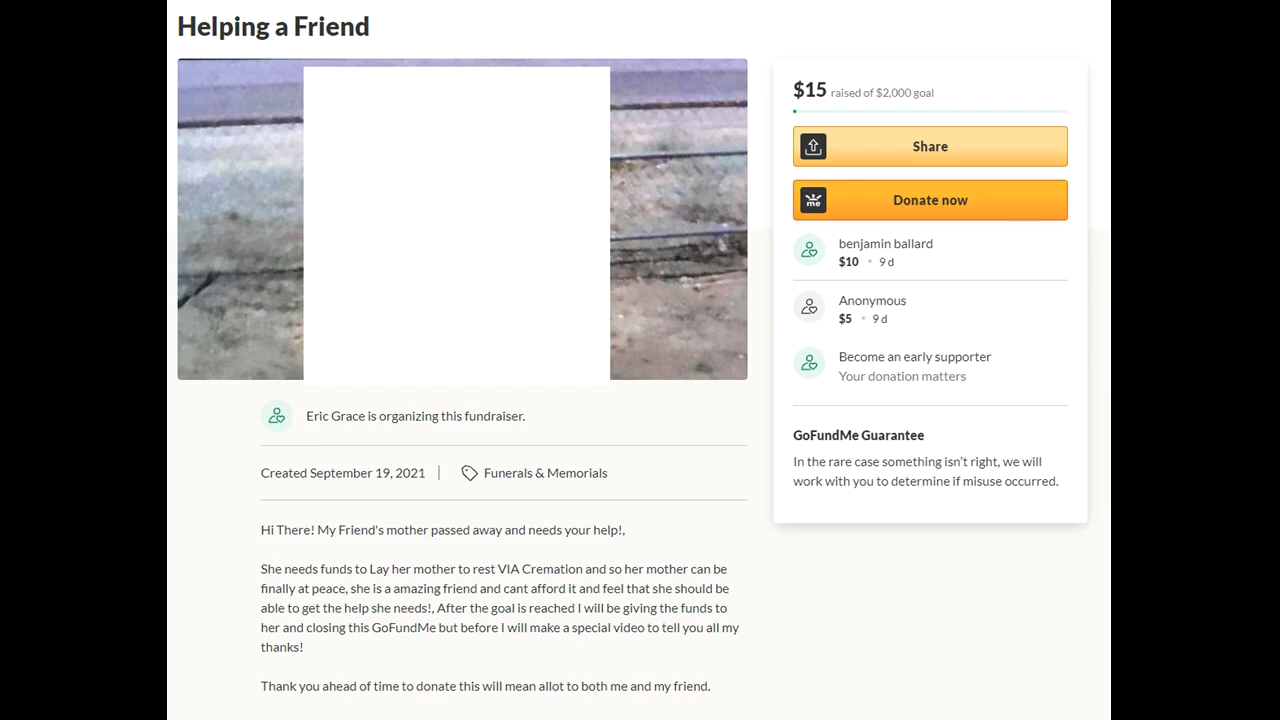 Helping a Friend
$15 raised of $2,000 goal
Share
me
Donate now
benjamin ballard
$10 • 9 d
Anonymous
$5 • 9 d
Become an early supporter
Your donation matters
GoFundMe Guarantee
In the rare case something isn't right, we will
work with you to determine if misuse occurred.
Eric Grace is organizing this fundraiser.
Created September 19, 2021 | Funerals & Memorials
Hi There! My Friend's mother passed away and needs your help!,
She needs funds to Lay her mother to rest VIA Cremation and so her mother can be
finally at peace, she is a amazing friend and cant afford it and feel that she should be
able to get the help she needs!, After the goal is reached I will be giving the funds to
her and closing this GoFundMe but before I will make a special video to tell you all my
thanks!
Thank you ahead of time to donate this will mean allot to both me and my friend.